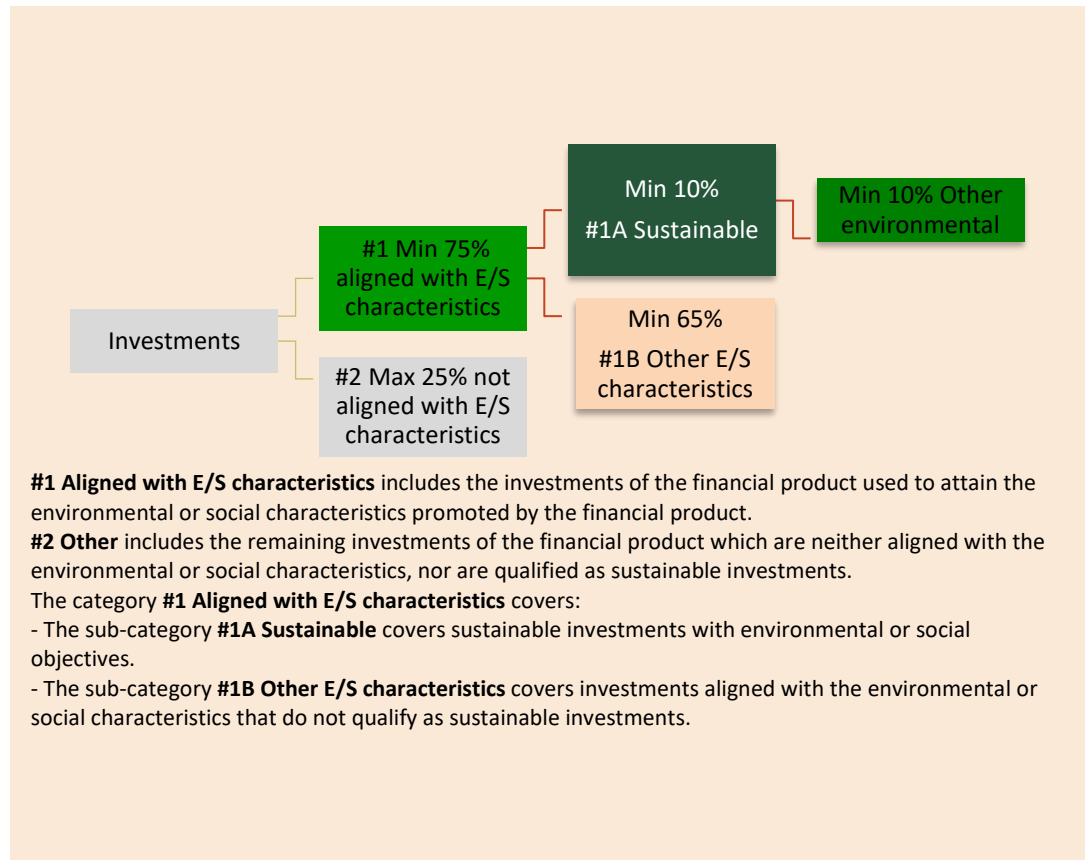 Investments
#1 Min 75%
aligned with E/S
characteristics
#2 Max 25% not
aligned with E/S
characteristics
Min 10%
#1A Sustainable
Min 65%
#1B Other E/S
characteristics
Min 10% Other
environmental
#1 Aligned with E/S characteristics includes the investments of the financial product used to attain the
environmental or social characteristics promoted by the financial product.
#2 Other includes the remaining investments of the financial product which are neither aligned with the
environmental or social characteristics, nor are qualified as sustainable investments.
The category #1 Aligned with E/S characteristics covers:
- The sub-category #1A Sustainable covers sustainable investments with environmental or social
objectives.
- The sub-category #1B Other E/S characteristics covers investments aligned with the environmental or
social characteristics that do not qualify as sustainable investments.